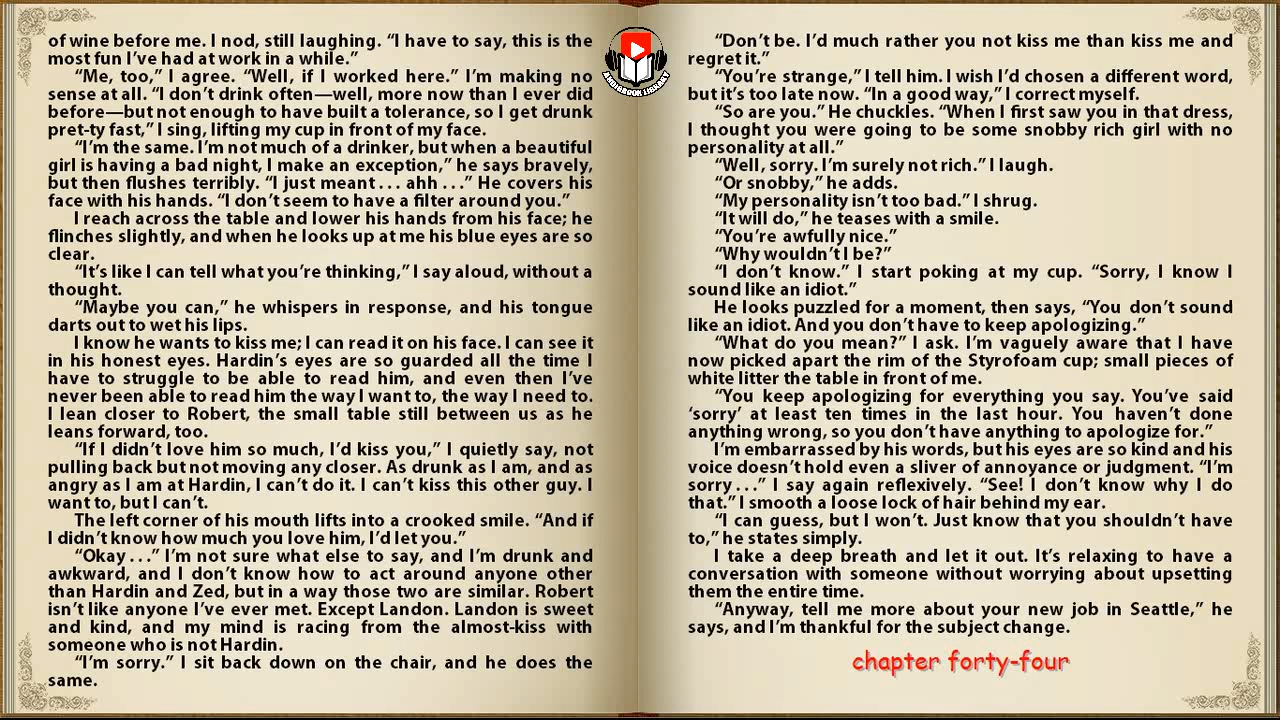 of wine before me. I nod, still laughing. “I have to say, this is the
most fun I’ve had at work in a while.”
“Me, too,” I agree. “Well, if I worked here.” I’m making no
sense at all. “I don’t drink often—well, more now than I ever did
before—but not enough to have built a tolerance, so I get drunk
pret-ty fast,” I sing, lifting my cup in front of my face.
“I’m the same. I’m not much of a drinker, but when a beautiful
girl is having a bad night, I make an exception,” he says bravely,
but then flushes terribly. “I just meant . . . ahh . . .” He covers his
face with his hands. “I don’t seem to have a filter around you.”
I reach across the table and lower his hands from his face; he
flinches slightly, and when he looks up at me his blue eyes are so
clear.
“It’s like I can tell what you’re thinking,” I say aloud, without a
thought.
“Maybe you can,” he whispers in response, and his tongue
darts out to wet his lips.
I know he wants to kiss me; I can read it on his face. I can see it
in his honest eyes. Hardin’s eyes are so guarded all the time I
have to struggle to be able to read him, and even then I’ve
never been able to read him the way I want to, the way I need to.
I lean closer to Robert, the small table still between us as he
leans forward, too.
“If I didn’t love him so much, I’d kiss you,” I quietly say, not
pulling back but not moving any closer. As drunk as I am, and as
angry as I am at Hardin, I can’t do it. I can’t kiss this other guy. I
want to, but I can’t.
The left corner of his mouth lifts into a crooked smile. “And if
I didn’t know how much you love him, I’d let you.”
“Okay . . .” I’m not sure what else to say, and I’m drunk and
awkward, and I don’t know how to act around anyone other
than Hardin and Zed, but in a way those two are similar. Robert
isn’t like anyone I’ve ever met. Except Landon. Landon is sweet
and kind, and my mind is racing from the almost-kiss with
someone who is not Hardin.
“I’m sorry.” I sit back down on the chair, and he does the
same.
AUDIOBOOK LIBRARY
“Don’t be. I’d much rather you not kiss me than kiss me and
regret it.”
“You’re strange,” I tell him. I wish I’d chosen a different word,
but it’s too late now. “In a good way,” I correct myself.
“So are you.” He chuckles. “When I first saw you in that dress,
I thought you were going to be some snobby rich girl with no
personality at all.”
“Well, sorry. I’m surely not rich.” I laugh.
“Or snobby,” he adds.
“My personality isn’t too bad.” I shrug.
“It will do,” he teases with a smile.
“You’re awfully nice.”
“Why wouldn’t I be?”
“I don’t know.” I start poking at my cup. “Sorry, I know I
sound like an idiot.”
He looks puzzled for a moment, then says, “You don’t sound
like an idiot. And you don’t have to keep apologizing.”
“What do you mean?” I ask. I’m vaguely aware that I have
now picked apart the rim of the Styrofoam cup; small pieces of
white litter the table in front of me.
“You keep apologizing for everything you say. You’ve said
‘sorry’ at least ten times in the last hour. You haven’t done
anything wrong, so you don’t have anything to apologize for.”
I’m embarrassed by his words, but his eyes are so kind and his
voice doesn’t hold even a sliver of annoyance or judgment. “I’m
sorry . . .” I say again reflexively. “See! I don’t know why I do
that.” I smooth a loose lock of hair behind my ear.
“I can guess, but I won’t. Just know that you shouldn’t have
to,” he states simply.
I take a deep breath and let it out. It’s relaxing to have a
conversation with someone without worrying about upsetting
them the entire time.
“Anyway, tell me more about your new job in Seattle,” he
says, and I’m thankful for the subject change.
chapter forty-four